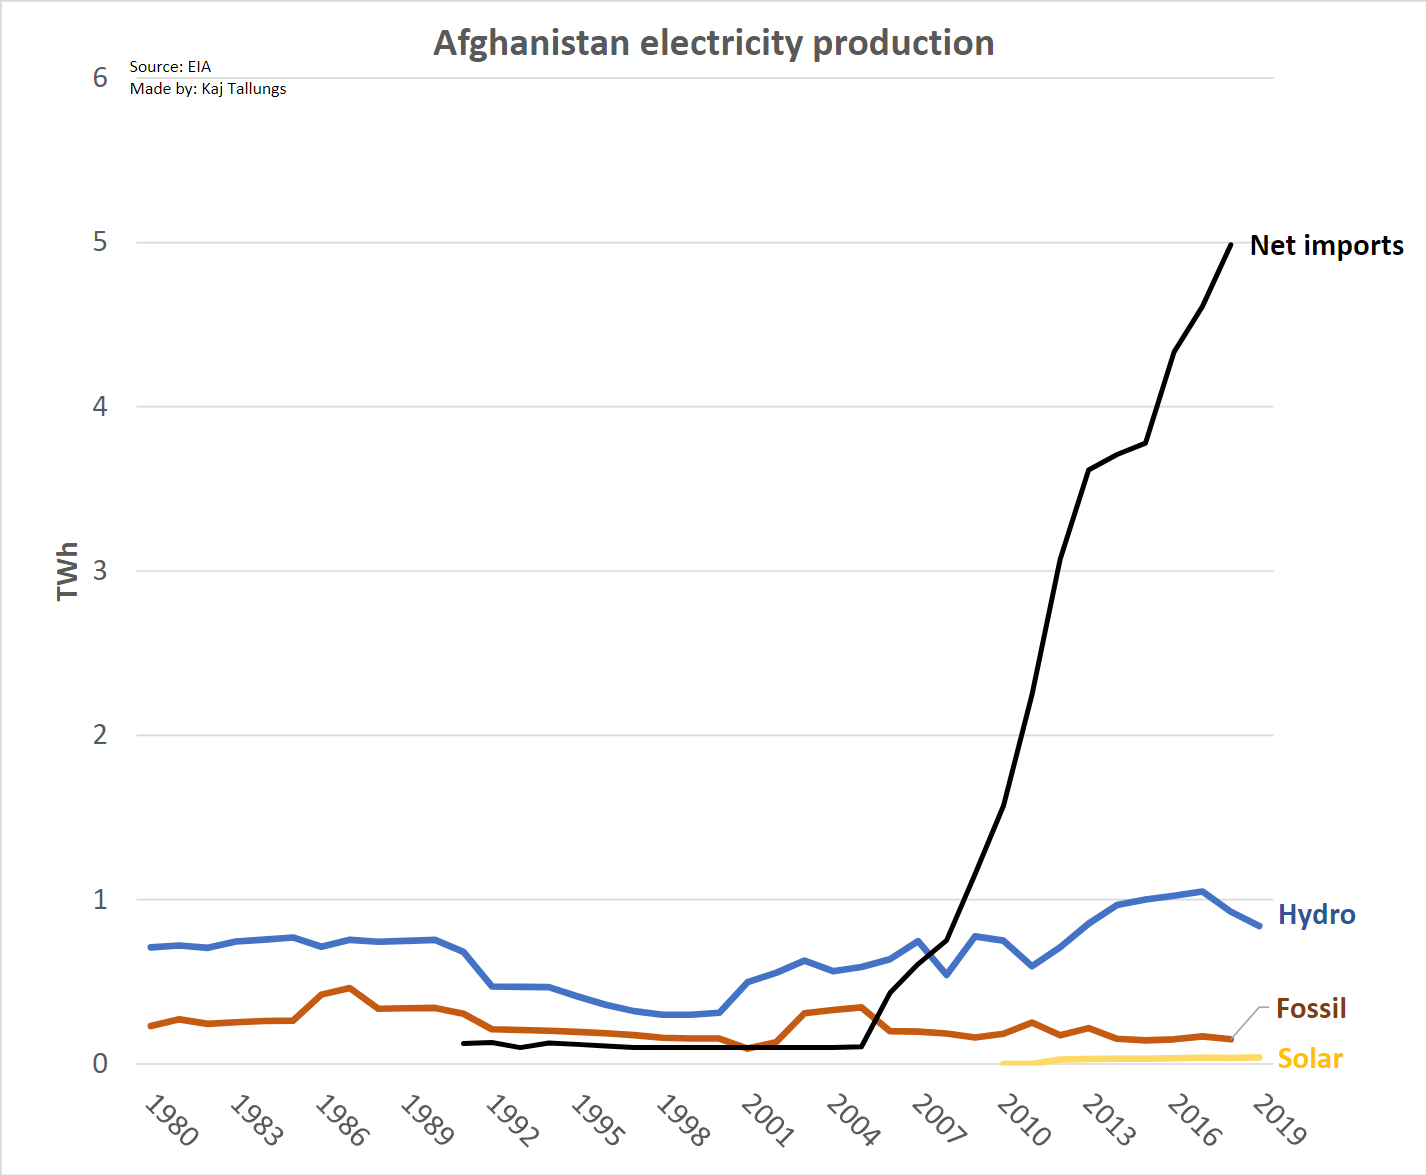 Afghanistan electricity production
Source: EIA
Made by: Kaj Tallungs
6
5
4
3
2
1
0
TWh
Net imports
Hydro
Fossil
Solar
1980
1983
1986
1989
1992
1995
1998
2001
2004
2007
2010
2013
2016
2019